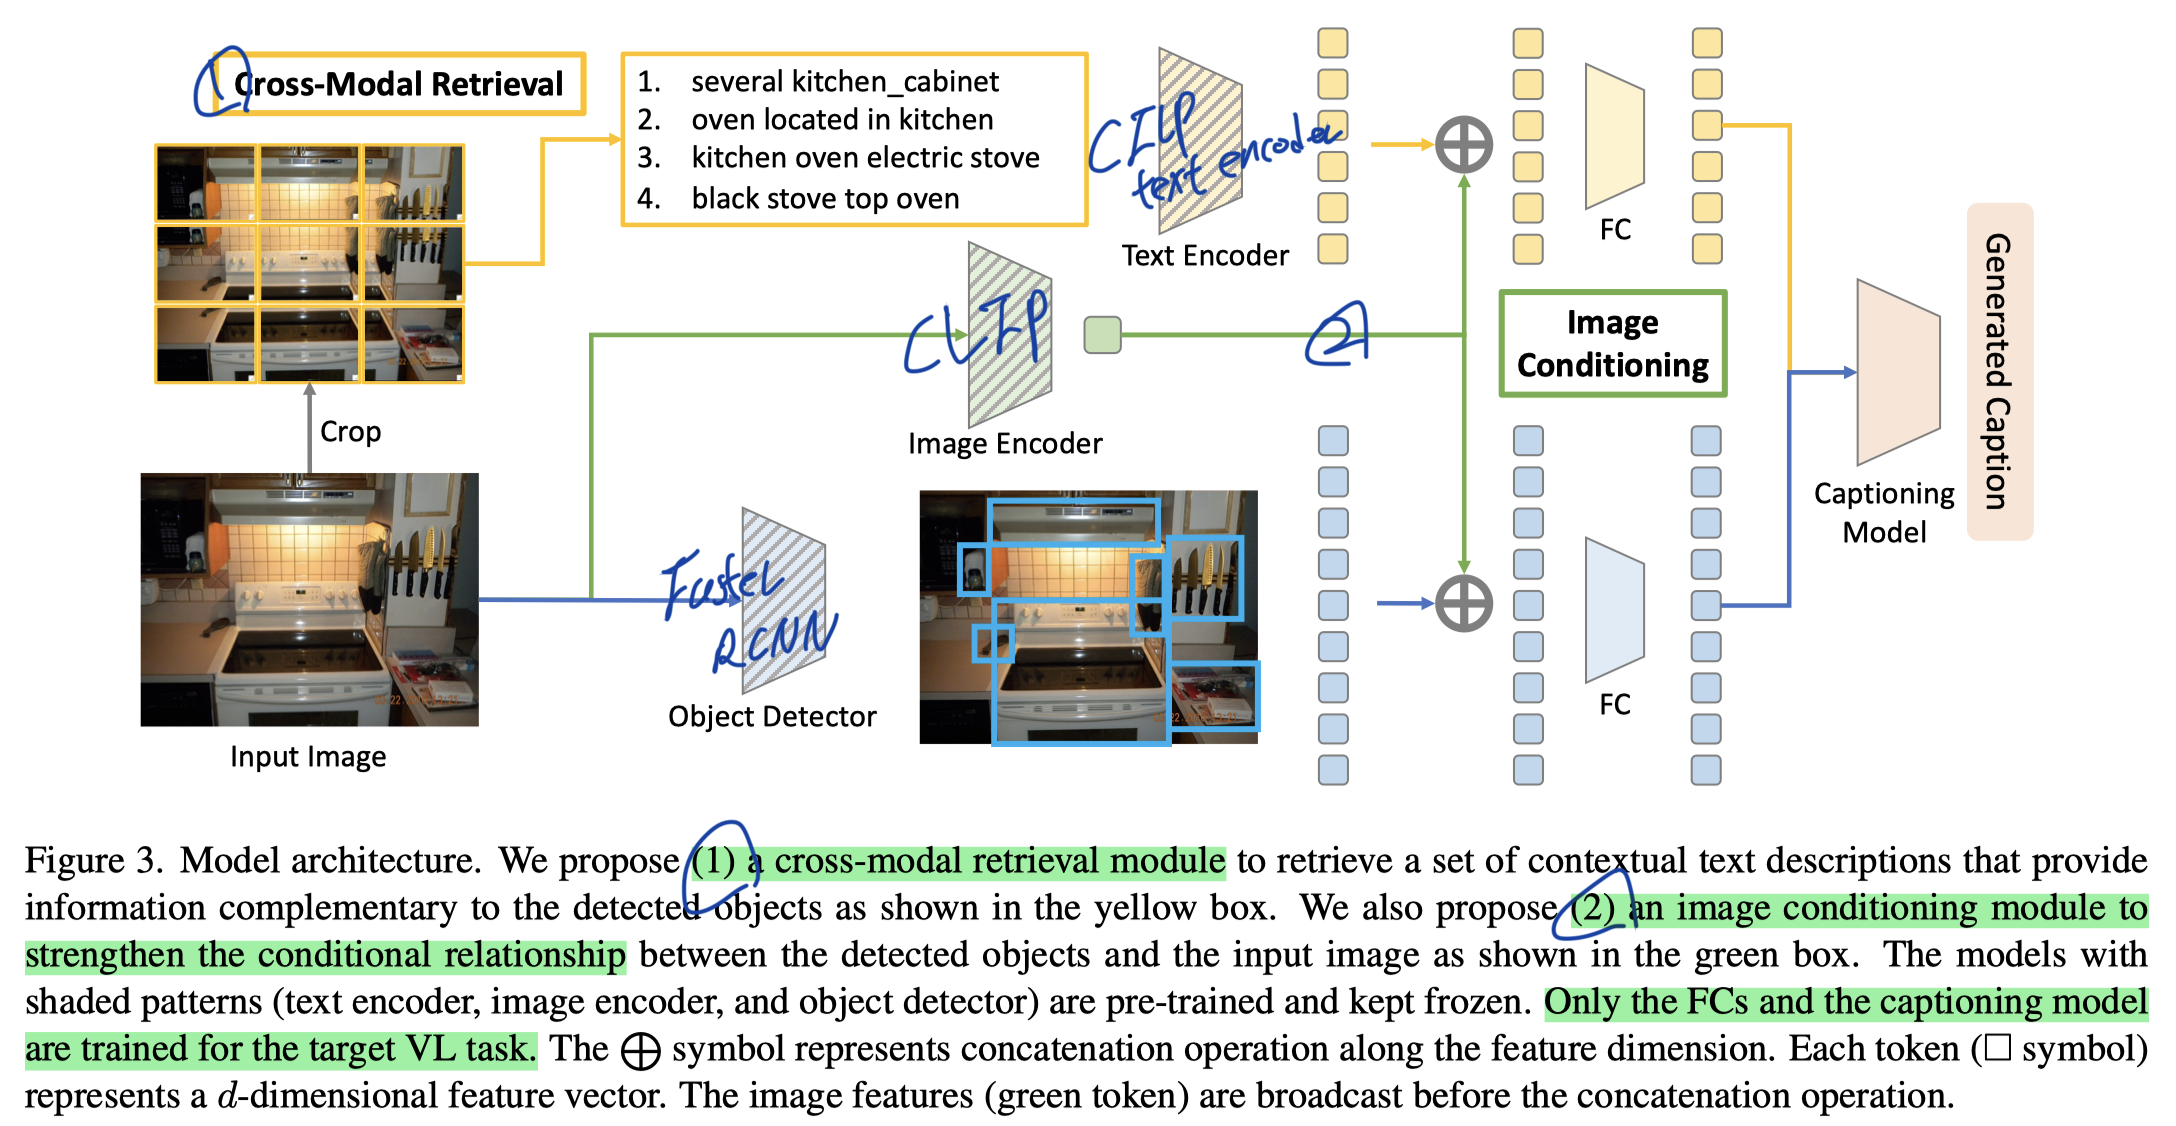 1
Cross-Modal Retrieval
1. several kitchen_cabinet
2. oven located in kitchen
3. kitchen oven electric stove
4. black stove top oven
CILP
text encoder
Text Encoder
FC
Crop
CLIP
Image Encoder
2
Image
Conditioning
Generated Caption
Captioning
Model
Input Image
Faster
RCNN
Object Detector
FC
Figure 3. Model architecture. We propose (1) a cross-modal retrieval module to retrieve a set of contextual text descriptions that provide
information complementary to the detected objects as shown in the yellow box. We also propose (2) an image conditioning module to
strengthen the conditional relationship between the detected objects and the input image as shown in the green box. The models with
shaded patterns (text encoder, image encoder, and object detector) are pre-trained and kept frozen. Only the FCs and the captioning model
are trained for the target VL task. The ⊕ symbol represents concatenation operation along the feature dimension. Each token (□ symbol)
represents a d-dimensional feature vector. The image features (green token) are broadcast before the concatenation operation.